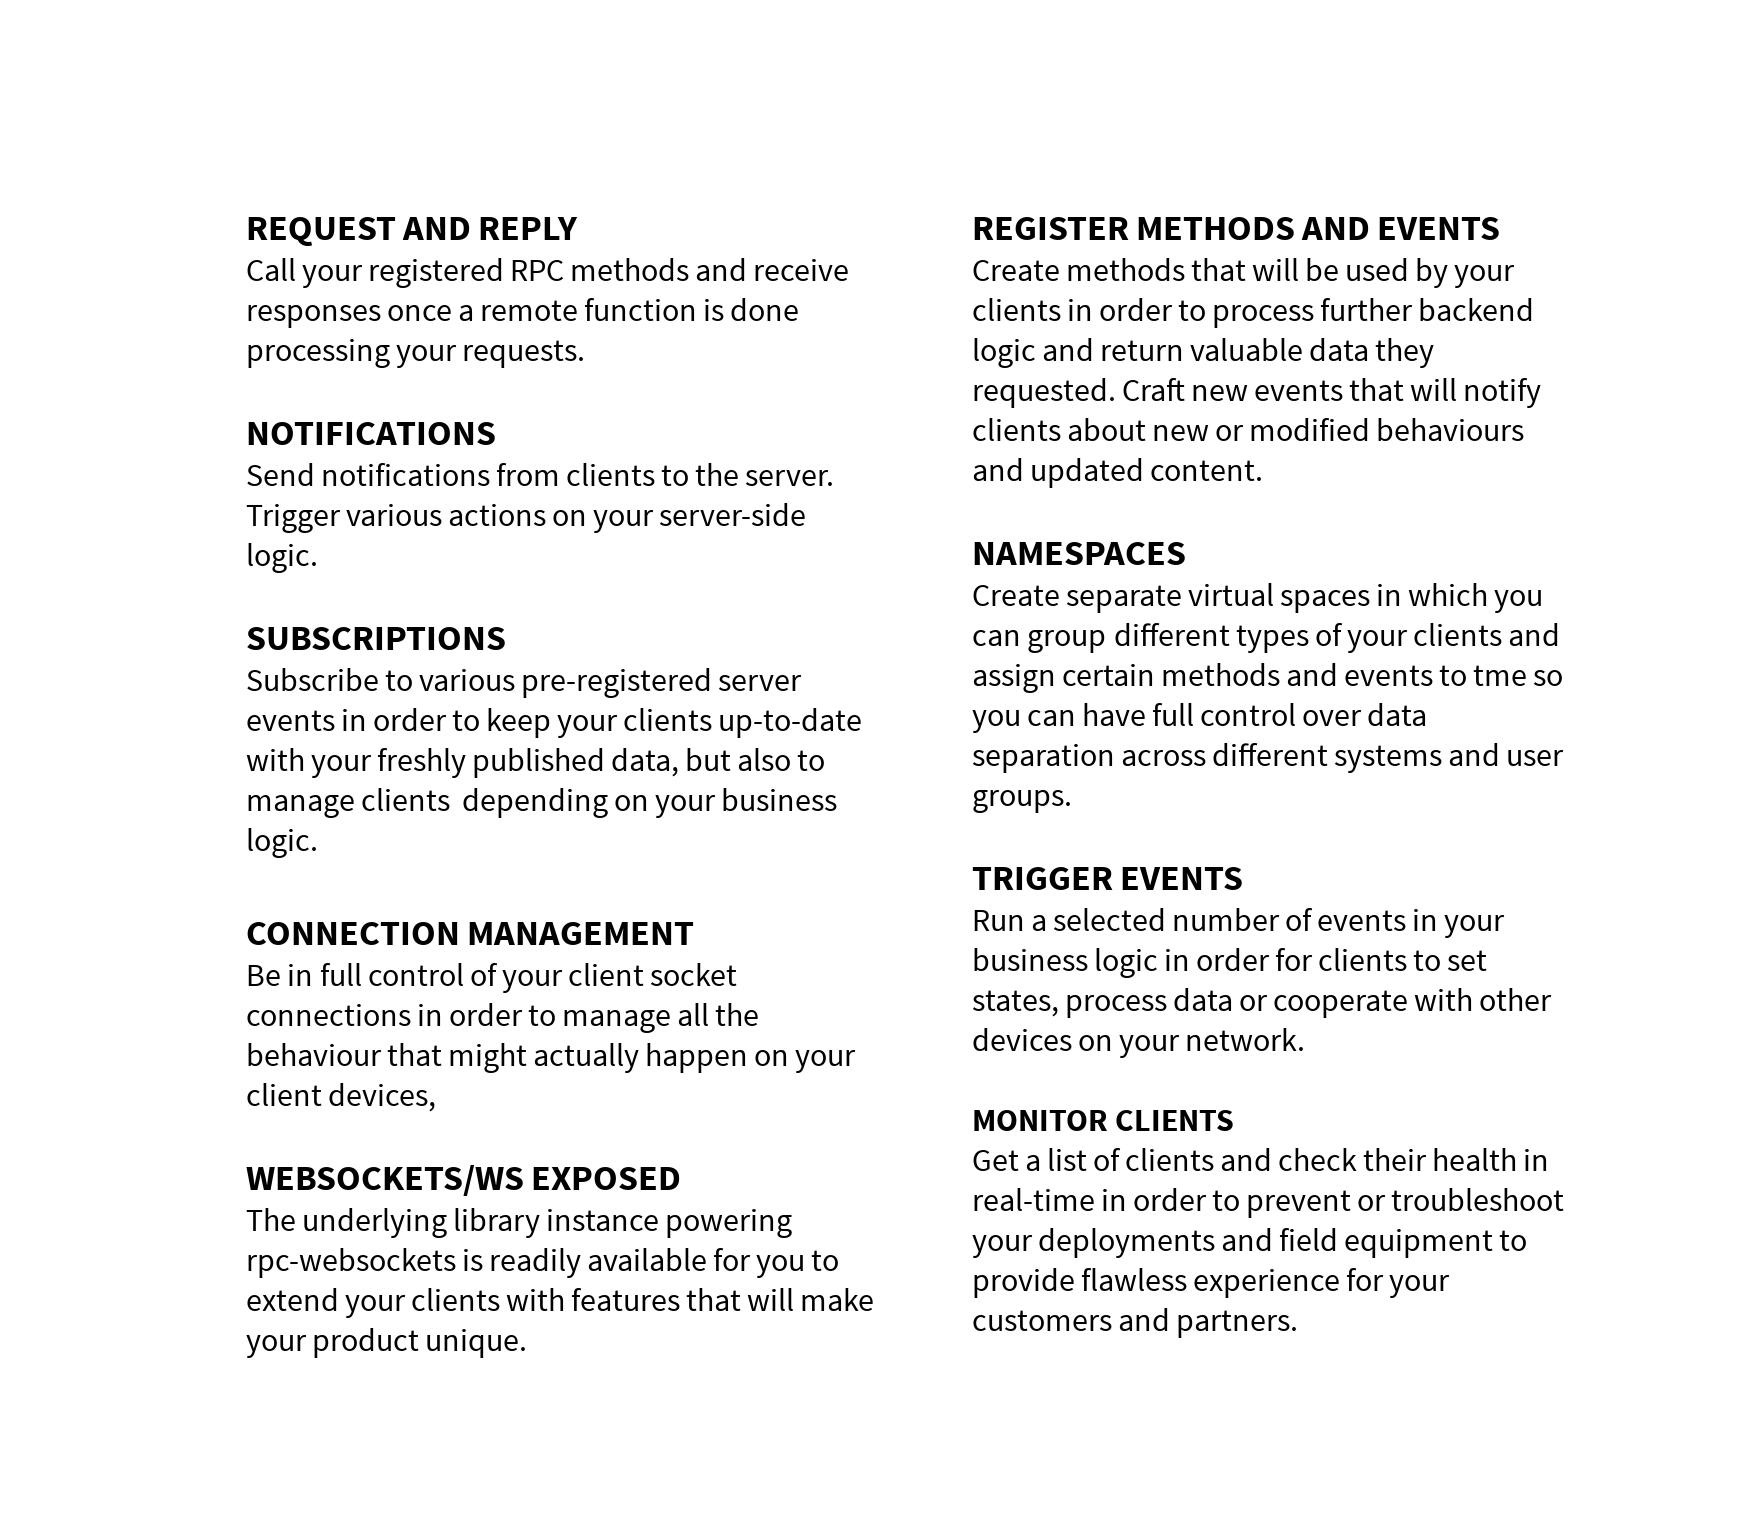 REQUEST AND REPLY
Call your registered RPC methods and receive
responses once a remote function is done
processing your requests.
NOTIFICATIONS
Send notifications from clients to the server.
Trigger various actions on your server-side
logic.
SUBSCRIPTIONS
Subscribe to various pre-registered server
events in order to keep your clients up-to-date
with your freshly published data, but also to
manage clients  depending on your business
logic.
CONNECTION MANAGEMENT
Be in full control of your client socket
connections in order to manage all the
behaviour that might actually happen on your
client devices,
WEBSOCKETS/WS EXPOSED
The underlying library instance powering
rpc-websockets is readily available for you to
extend your clients with features that will make
your product unique.
REGISTER METHODS AND EVENTS
Create methods that will be used by your
clients in order to process further backend
logic and return valuable data they
requested. Craft new events that will notify
clients about new or modified behaviours
and updated content.
NAMESPACES
Create separate virtual spaces in which you
can group different types of your clients and
assign certain methods and events to tme so
you can have full control over data
separation across different systems and user
groups.
TRIGGER EVENTS
Run a selected number of events in your
business logic in order for clients to set
states, process data or cooperate with other
devices on your network.
MONITOR CLIENTS
Get a list of clients and check their health in
real-time in order to prevent or troubleshoot
your deployments and field equipment to
provide flawless experience for your
customers and partners.